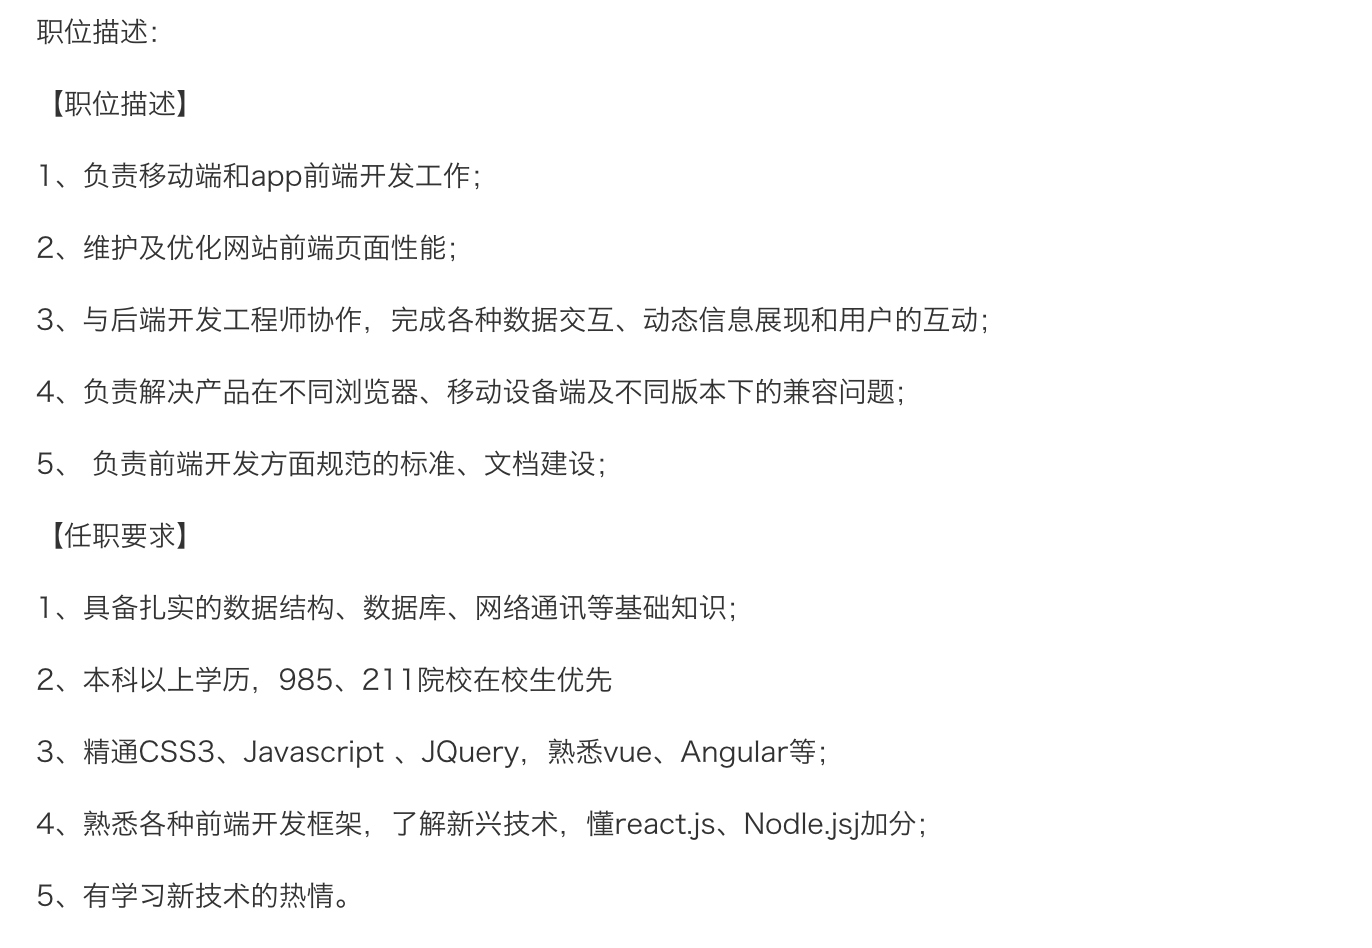 职位描述：
【职位描述】
1、负责移动端和app前端开发工作；
2、维护及优化网站前端页面性能；
3、与后端开发工程师协作，完成各种数据交互、动态信息展现和用户的互动；
4、负责解决产品在不同浏览器、移动设备端及不同版本下的兼容问题；
5、 负责前端开发方面规范的标准、文档建设；
【任职要求】
1、具备扎实的数据结构、数据库、网络通讯等基础知识；
2、本科以上学历，985、211院校在校生优先
3、精通CSS3、Javascript 、JQuery，熟悉vue、Angular等；
4、熟悉各种前端开发框架，了解新兴技术，懂react.js、Nodle.jsj加分；
5、有学习新技术的热情。